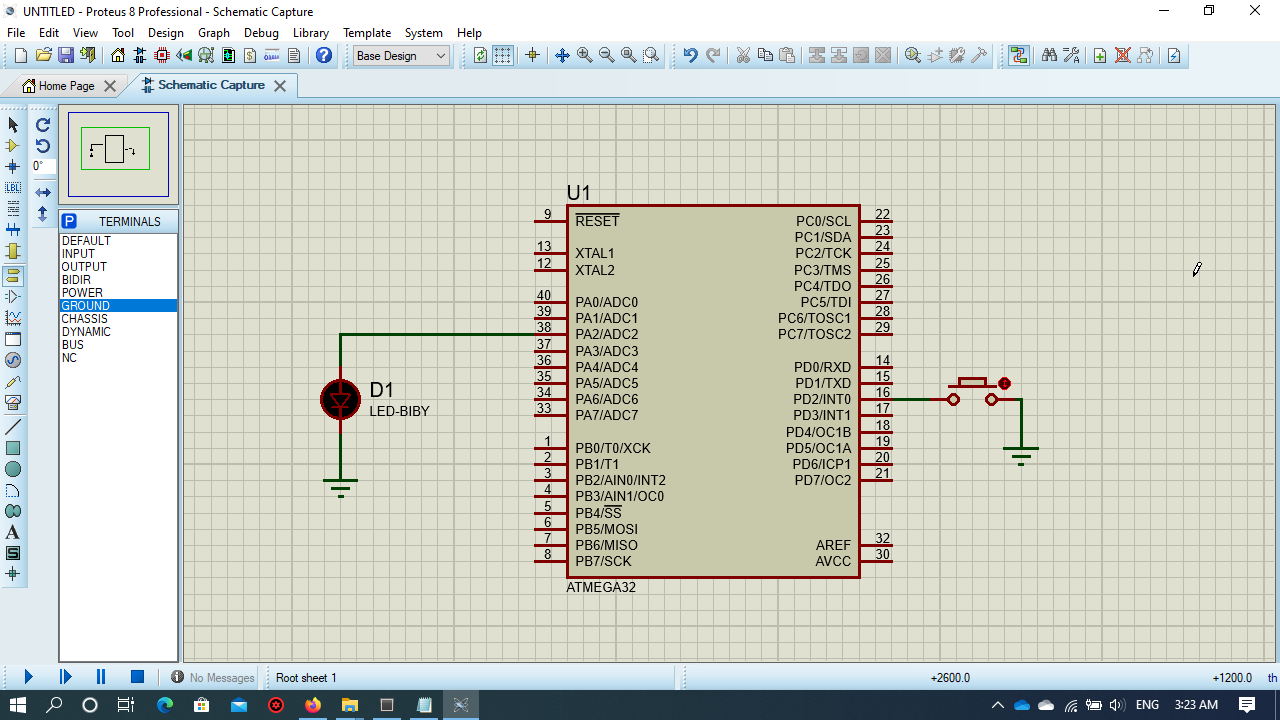 UNTITLED - Proteus 8 Professional - Schematic Capture
File Edit View Tool Design Graph Debug Library Template System Help
Base Design
Home Page
Schematic Capture
0°
LBL
P TERMINALS
DEFAULT
INPUT
OUTPUT
BIDIR
POWER
GROUND
CHASSIS
DYNAMIC
BUS
NC
A
S
U1
9 RESET
13 XTAL1
12 XTAL2
40 PA0/ADC0
39 PA1/ADC1
38 PA2/ADC2
37 PA3/ADC3
36 PA4/ADC4
35 PA5/ADC5
34 PA6/ADC6
33 PA7/ADC7
1 PB0/T0/XCK
2 PB1/T1
3 PB2/AIN0/INT2
4 PB3/AIN1/OC0
5 PB4/SS
6 PB5/MOSI
7 PB6/MISO
8 PB7/SCK
PC0/SCL 22
PC1/SDA 23
PC2/TCK 24
PC3/TMS 25
PC4/TDO 26
PC5/TDI 27
PC6/TOSC1 28
PC7/TOSC2 29
PD0/RXD 14
PD1/TXD 15
PD2/INT0 16
PD3/INT1 17
PD4/OC1B 18
PD5/OC1A 19
PD6/ICP1 20
PD7/OC2 21
AREF 32
AVCC 30
ATMEGA32
D1
LED-BIBY
No Messages
Root sheet 1
+2600.0
+1200.0
th
ENG
3:23 AM